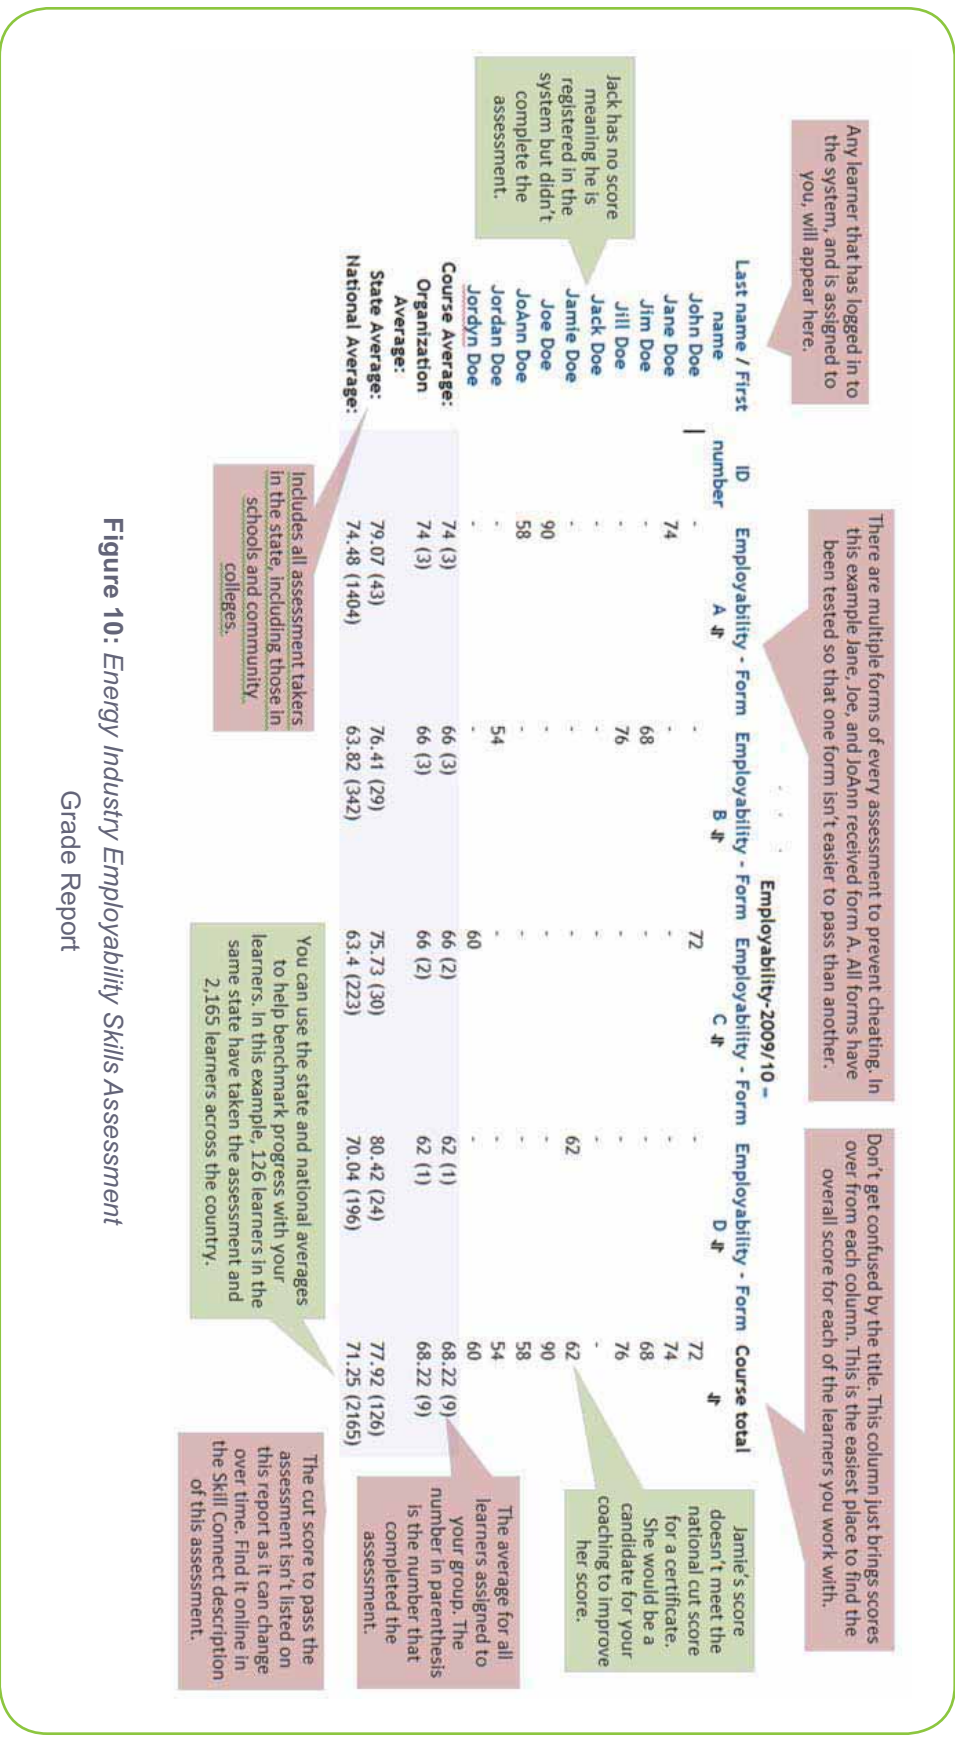 Any learner that has logged in to
the system, and is assigned to
you, will appear here.
There are multiple forms of every assessment to prevent cheating. In
this example Jane, Joe, and JoAnn received form A. All forms have
been tested so that one form isn't easier to pass than another.
Don't get confused by the title. This column just brings scores
over from each column. This is the easiest place to find the
overall score for each of the learners you work with.
Employability-2009/10 –
Last name / First name ID number Employability - Form A Employability - Form B Employability - Form C Employability - Form D Course total
John Doe - - 72 - 72
Jane Doe 74 - - - 74
Jim Doe - 68 - - 68
Jill Doe - 76 - - 76
Jack Doe - - - - -
Jamie Doe - - - 62 62
Joe Doe 90 - - - 90
JoAnn Doe 58 - - - 58
Jordan Doe - 54 - - 54
Jordyn Doe - - 60 - 60
Course Average: 74 (3) 66 (3) 66 (2) 62 (1) 68.22 (9)
Organization Average: 74 (3) 66 (3) 66 (2) 62 (1) 68.22 (9)
State Average: 79.07 (43) 76.41 (29) 75.73 (30) 80.42 (24) 77.92 (126)
National Average: 74.48 (1404) 63.82 (342) 63.4 (223) 70.04 (196) 71.25 (2165)
Jack has no score
meaning he is
registered in the
system but didn't
complete the
assessment.
Jamie's score
doesn't meet the
national cut score
for a certificate.
She would be a
candidate for your
coaching to improve
her score.
The average for all
learners assigned to
your group. The
number in parenthesis
is the number that
completed the
assessment.
Includes all assessment takers
in the state, including those in
schools and community
colleges.
You can use the state and national averages
to help benchmark progress with your
learners. In this example, 126 learners in the
same state have taken the assessment and
2,165 learners across the country.
The cut score to pass the
assessment isn't listed on
this report as it can change
over time. Find it online in
the Skill Connect description
of this assessment.
Figure 10: Energy Industry Employability Skills Assessment
Grade Report